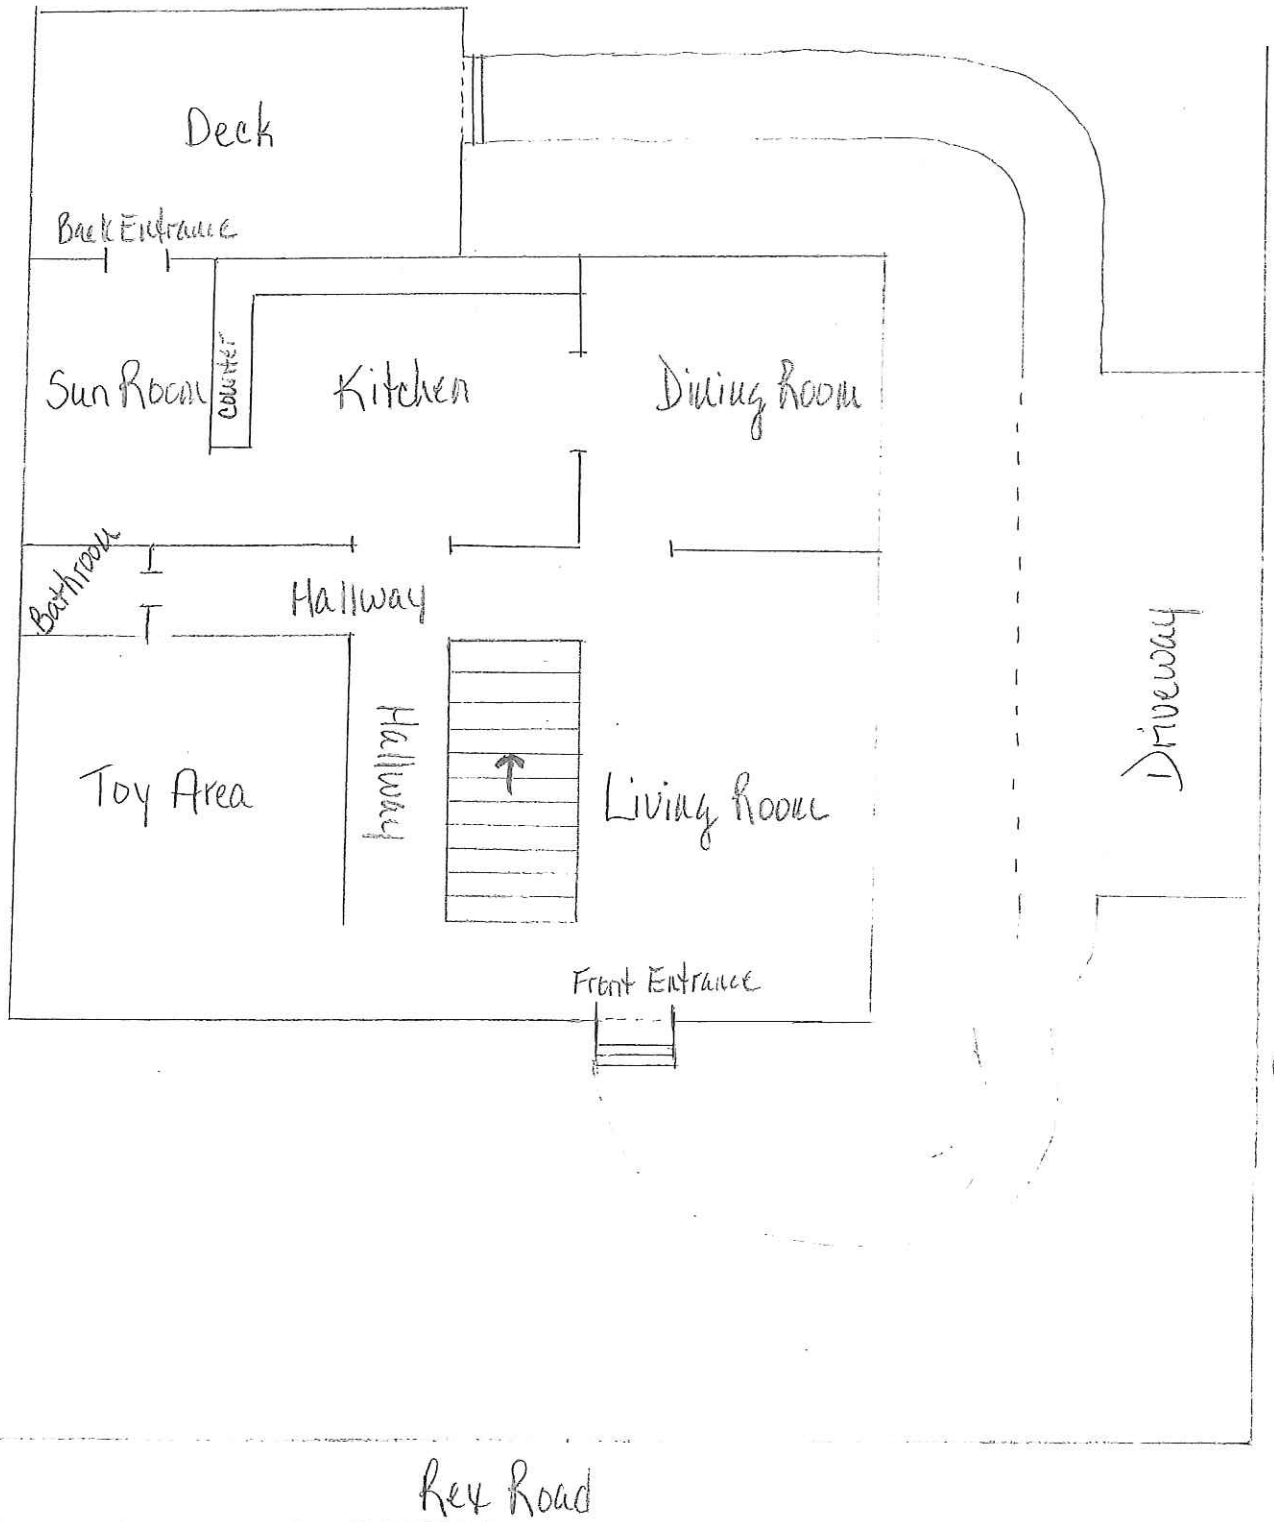 Deck
Back Entrance
Sun Room
counter
Kitchen
Dining Room
Bathroom
Hallway
Hallway
Toy Area
Living Room
Driveway
Front Entrance
Rex Road